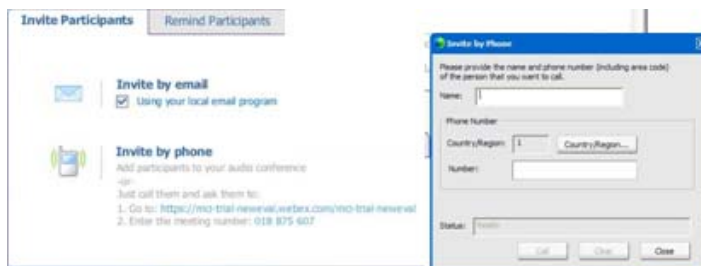 Invite Participants
Remind Participants
Invite by email
Using your local email program
Invite by phone
Add participants to your audio conference
-or-
Just call them and ask them to:
1. Go to: https://mci-trial-neweval.webex.com/mci-trial-neweval
2. Enter the meeting number: 018 875 607
Invite by Phone
Please provide the name and phone number (including area code)
of the person that you want to call.
Name:
Phone Number
Country/Region: 1 Country/Region...
Number:
Status:
Call Clear Close